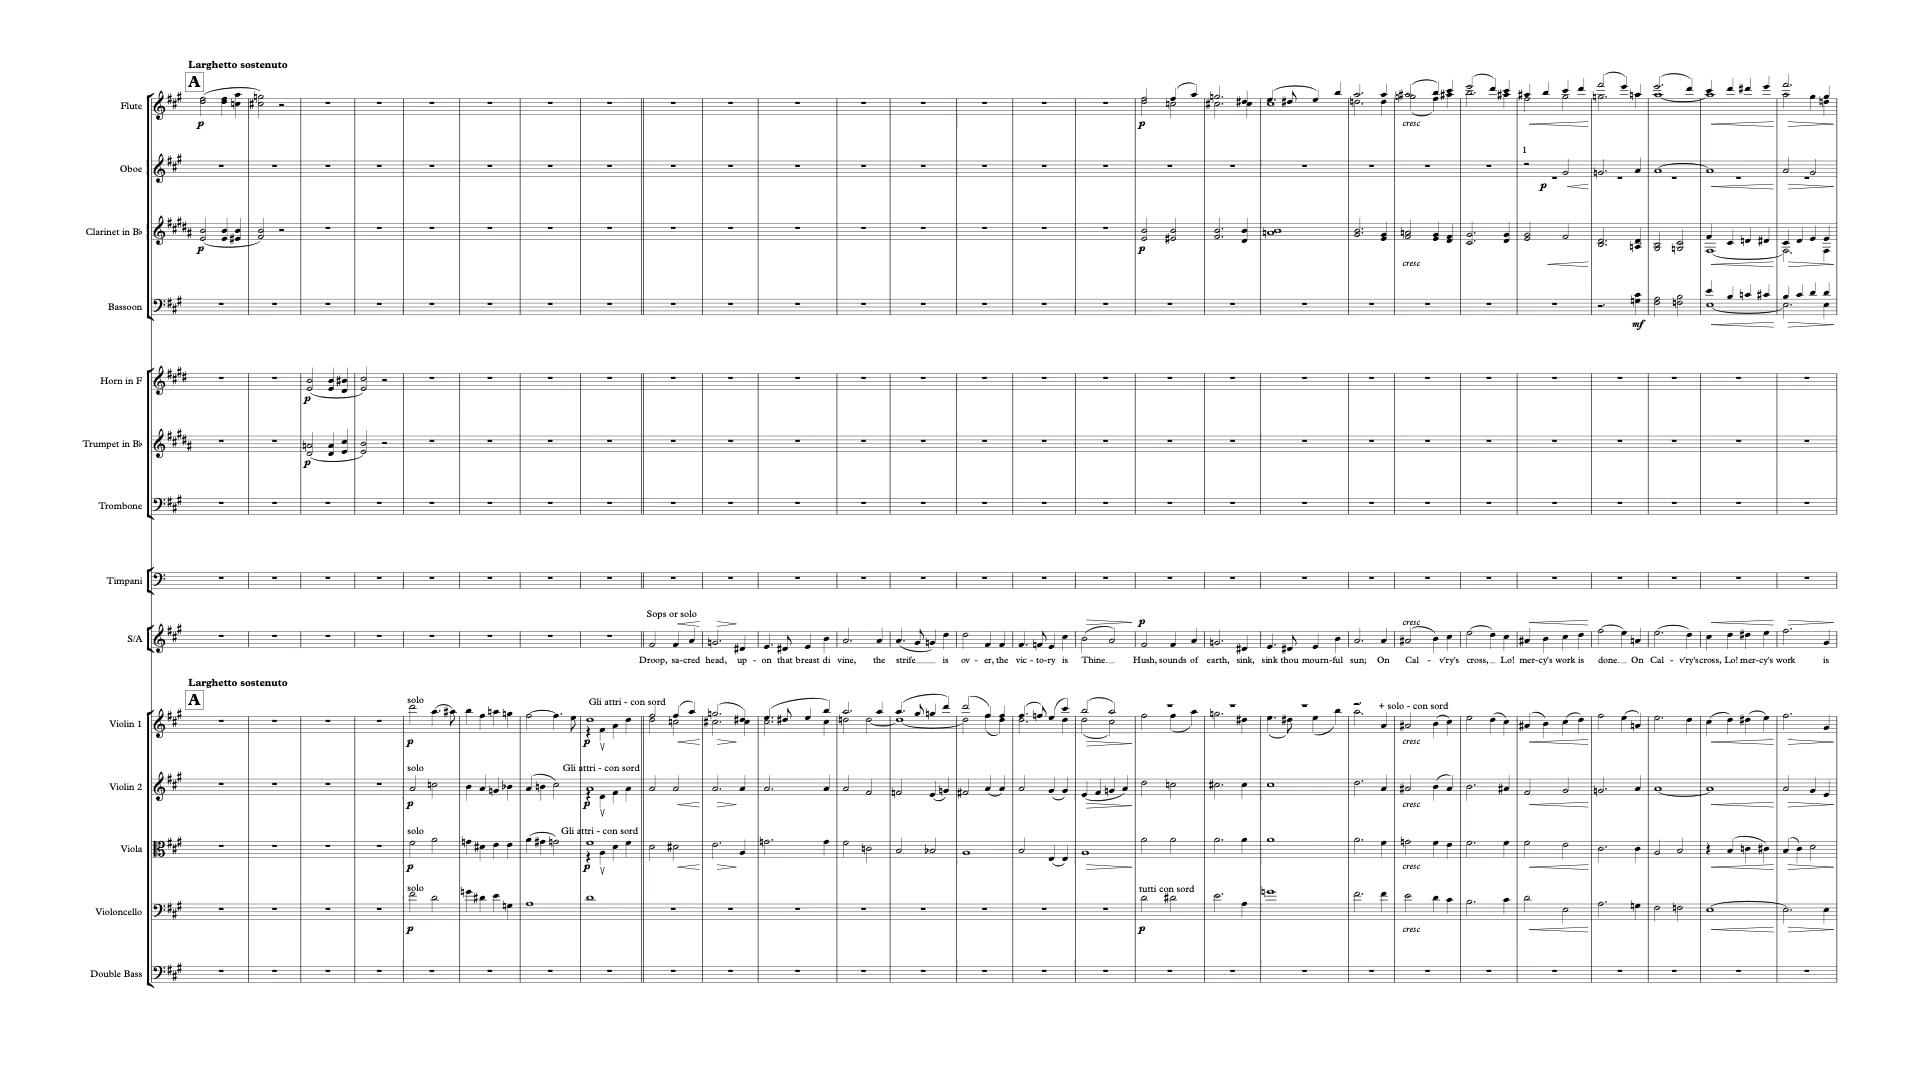 Larghetto sostenuto
A
Flute
p
p
cresc
1
Oboe
p
Clarinet in B♭
p
p
cresc
Bassoon
mf
Horn in F
p
Trumpet in B♭
p
Trombone
Timpani
Sops or solo
p
cresc
S/A
Droop, sa-cred head, up - on that breast di vine, the strife__ is ov - er, the vic - to-ry is Thine.__ Hush, sounds of earth, sink, sink thou mourn-ful sun; On Cal - v'ry's cross,__ Lo! mer-cy's work is done.__ On Cal - v'ry's cross, Lo! mer-cy's work is
Larghetto sostenuto
A
solo
Gli attri - con sord
+ solo - con sord
Violin 1
p
p
cresc
solo
Gli attri - con sord
Violin 2
p
p
cresc
solo
Gli attri - con sord
Viola
p
p
cresc
solo
tutti con sord
Violoncello
p
p
cresc
Double Bass